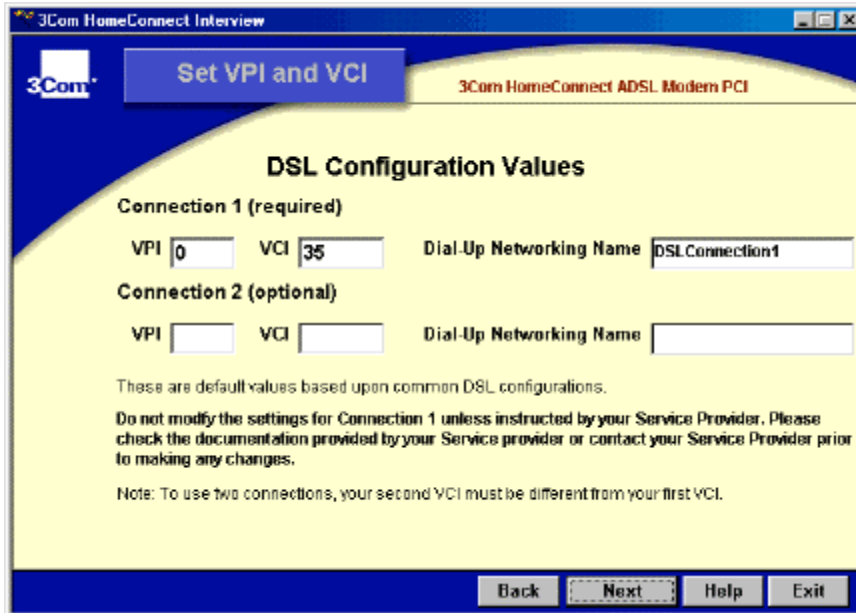 3Com HomeConnect Interview
3Com
Set VPI and VCI
3Com HomeConnect ADSL Modem PCI
DSL Configuration Values
Connection 1 (required)
VPI 0 VCI 35 Dial-Up Networking Name DSLConnection1
Connection 2 (optional)
VPI VCI Dial-Up Networking Name
These are default values based upon common DSL configurations.
Do not modify the settings for Connection 1 unless instructed by your Service Provider. Please
check the documentation provided by your Service provider or contact your Service Provider prior
to making any changes.
Note: To use two connections, your second VCI must be different from your first VCI.
Back Next Help Exit